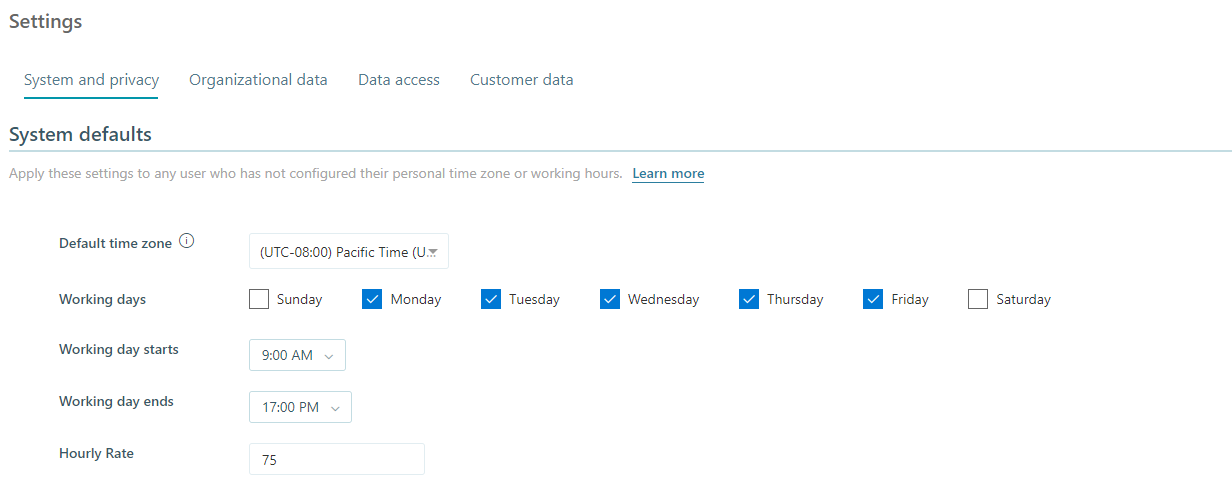 Settings
System and privacy Organizational data Data access Customer data
System defaults
Apply these settings to any user who has not configured their personal time zone or working hours. Learn more
Default time zone (UTC-08:00) Pacific Time (U...
Working days Sunday Monday Tuesday Wednesday Thursday Friday Saturday
Working day starts 9:00 AM
Working day ends 17:00 PM
Hourly Rate 75